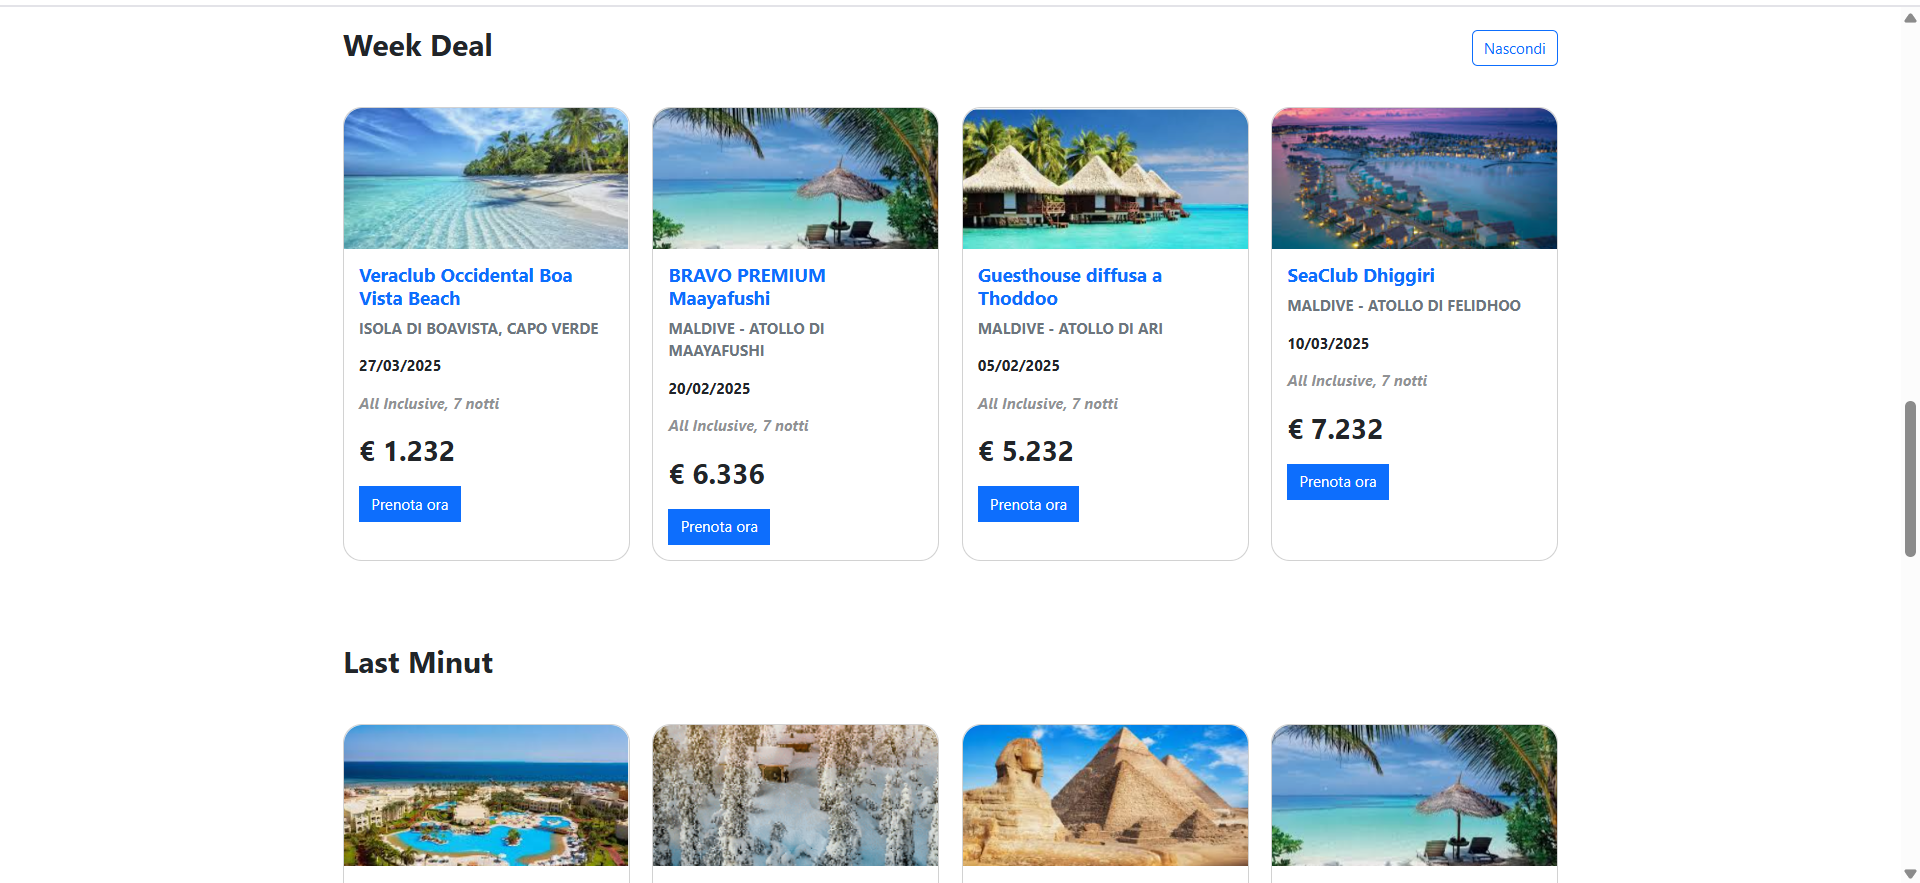 Week Deal
Nascondi
Veraclub Occidental Boa
Vista Beach
ISOLA DI BOAVISTA, CAPO VERDE
27/03/2025
All Inclusive, 7 notti
€ 1.232
Prenota ora
BRAVO PREMIUM
Maayafushi
MALDIVE - ATOLLO DI
MAAYAFUSHI
20/02/2025
All Inclusive, 7 notti
€ 6.336
Prenota ora
Guesthouse diffusa a
Thoddoo
MALDIVE - ATOLLO DI ARI
05/02/2025
All Inclusive, 7 notti
€ 5.232
Prenota ora
SeaClub Dhiggiri
MALDIVE - ATOLLO DI FELIDHOO
10/03/2025
All Inclusive, 7 notti
€ 7.232
Prenota ora
Last Minut